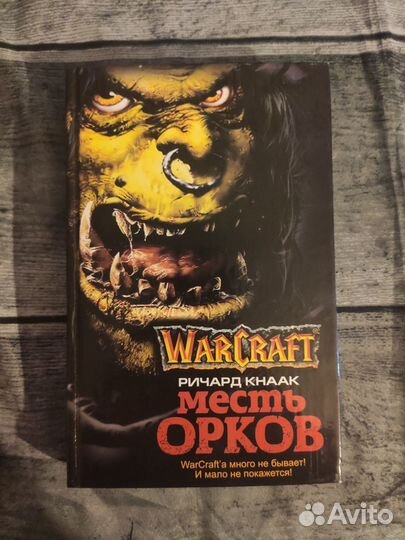 WARCRAFT
РИЧАРД КНААК
месть
ОРКОВ
WarCraft'а много не бывает!
И мало не покажется!
Avito